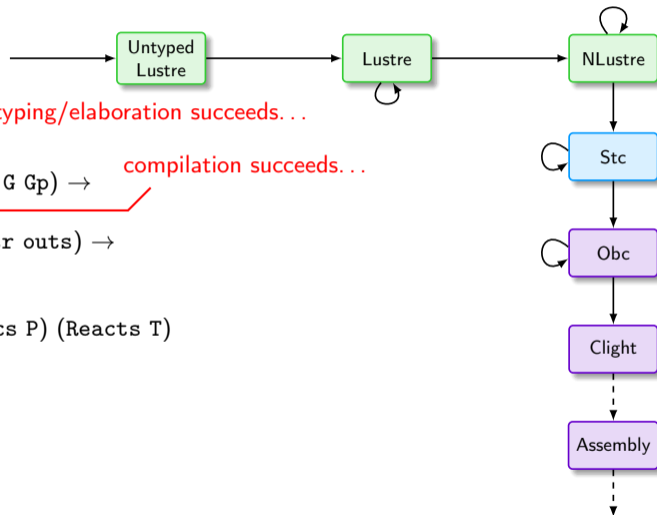 Untyped
Lustre
Lustre
NLustre
typing/elaboration succeeds...
compilation succeeds...
G Gp) →
Stc
r outs) →
Obc
cs P) (Reacts T)
Clight
Assembly